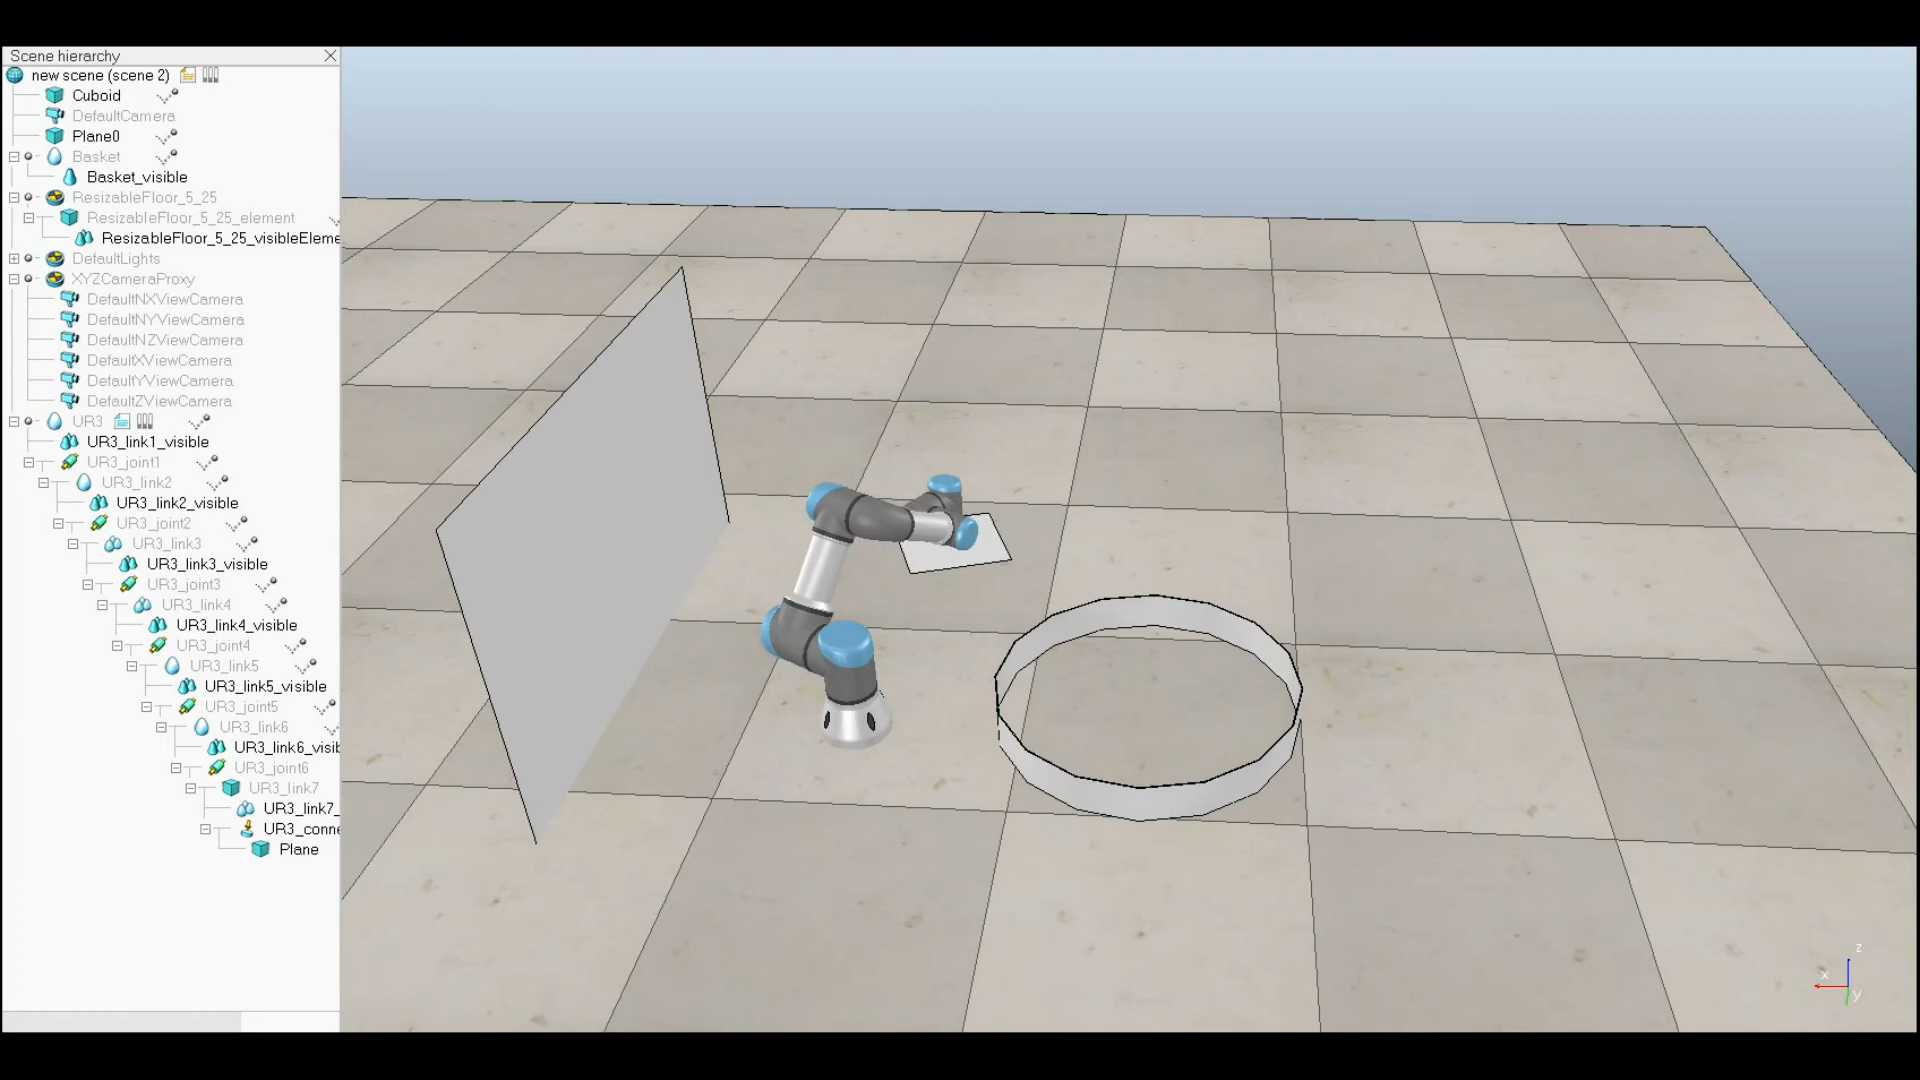 Scene hierarchy
new scene (scene 2)
Cuboid
DefaultCamera
Plane0
Basket
Basket_visible
ResizableFloor_5_25
ResizableFloor_5_25_element
ResizableFloor_5_25_visibleEleme
DefaultLights
XYZCameraProxy
DefaultNXViewCamera
DefaultNYViewCamera
DefaultNZViewCamera
DefaultXViewCamera
DefaultYViewCamera
DefaultZViewCamera
UR3
UR3_link1_visible
UR3_joint1
UR3_link2
UR3_link2_visible
UR3_joint2
UR3_link3
UR3_link3_visible
UR3_joint3
UR3_link4
UR3_link4_visible
UR3_joint4
UR3_link5
UR3_link5_visible
UR3_joint5
UR3_link6
UR3_link6_visib
UR3_joint6
UR3_link7
UR3_link7_
UR3_conne
Plane
z
x
y